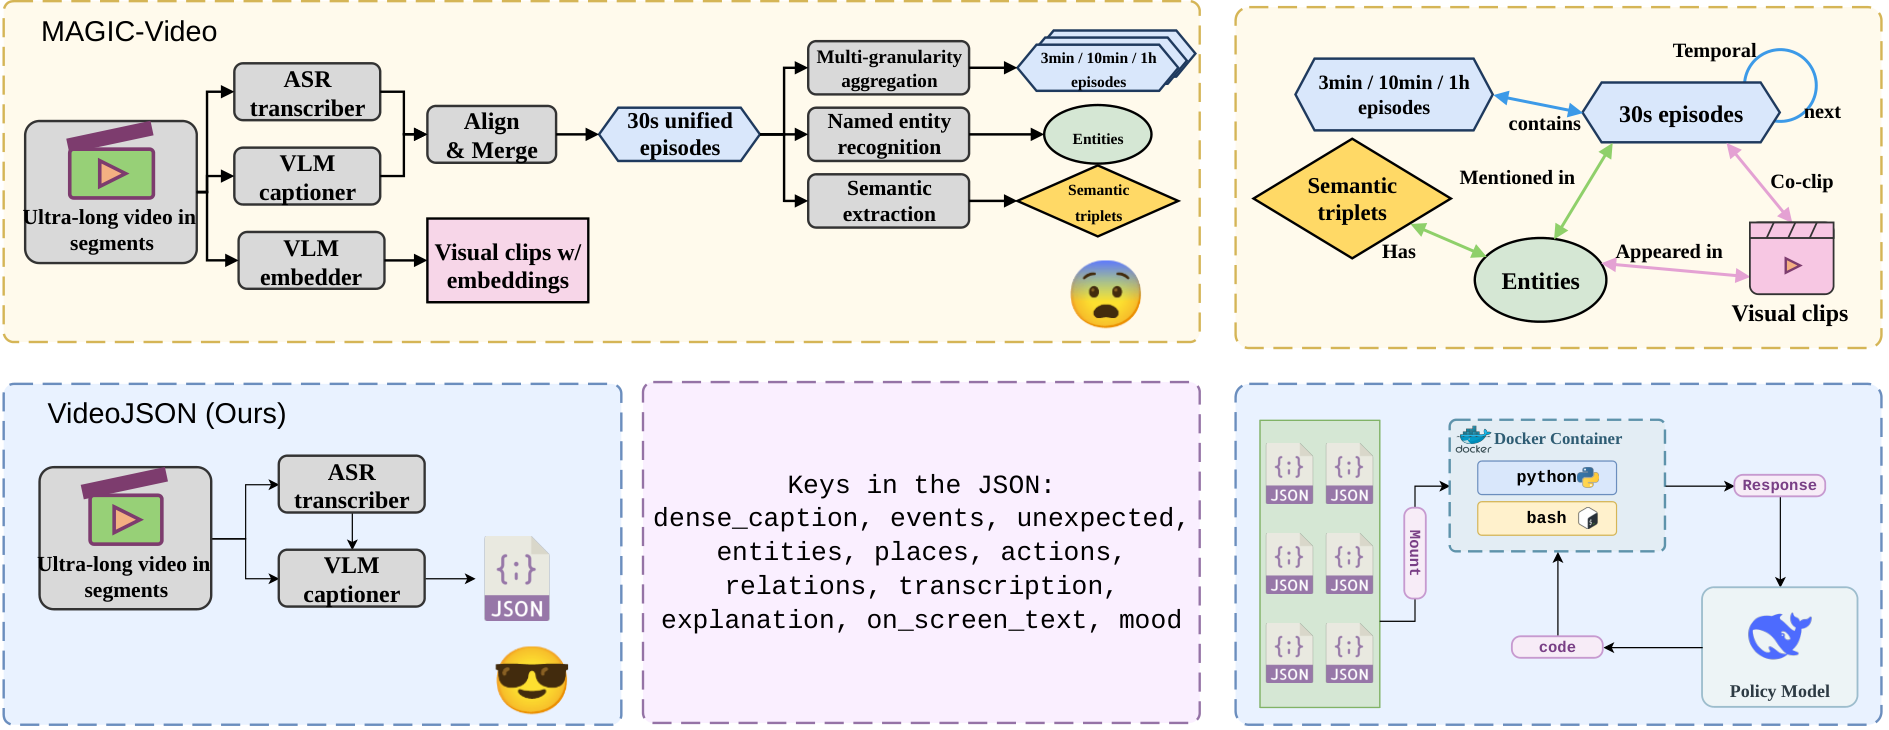 MAGIC-Video
ASR
transcriber
VLM
captioner
VLM
embedder
Ultra-long video in
segments
Align
& Merge
Visual clips w/
embeddings
30s unified
episodes
Multi-granularity
aggregation
Named entity
recognition
Semantic
extraction
3min / 10min / 1h
episodes
Entities
Semantic
triplets
3min / 10min / 1h
episodes
Temporal
30s episodes
next
contains
Mentioned in
Co-clip
Semantic
triplets
Has
Appeared in
Entities
Visual clips
VideoJSON (Ours)
Ultra-long video in
segments
ASR
transcriber
VLM
captioner
{;}
JSON
Keys in the JSON:
dense_caption, events, unexpected,
entities, places, actions,
relations, transcription,
explanation, on_screen_text, mood
{;}
JSON
{;}
JSON
{;}
JSON
{;}
JSON
{;}
JSON
{;}
JSON
Mount
docker
Docker Container
python
bash
Response
code
Policy Model